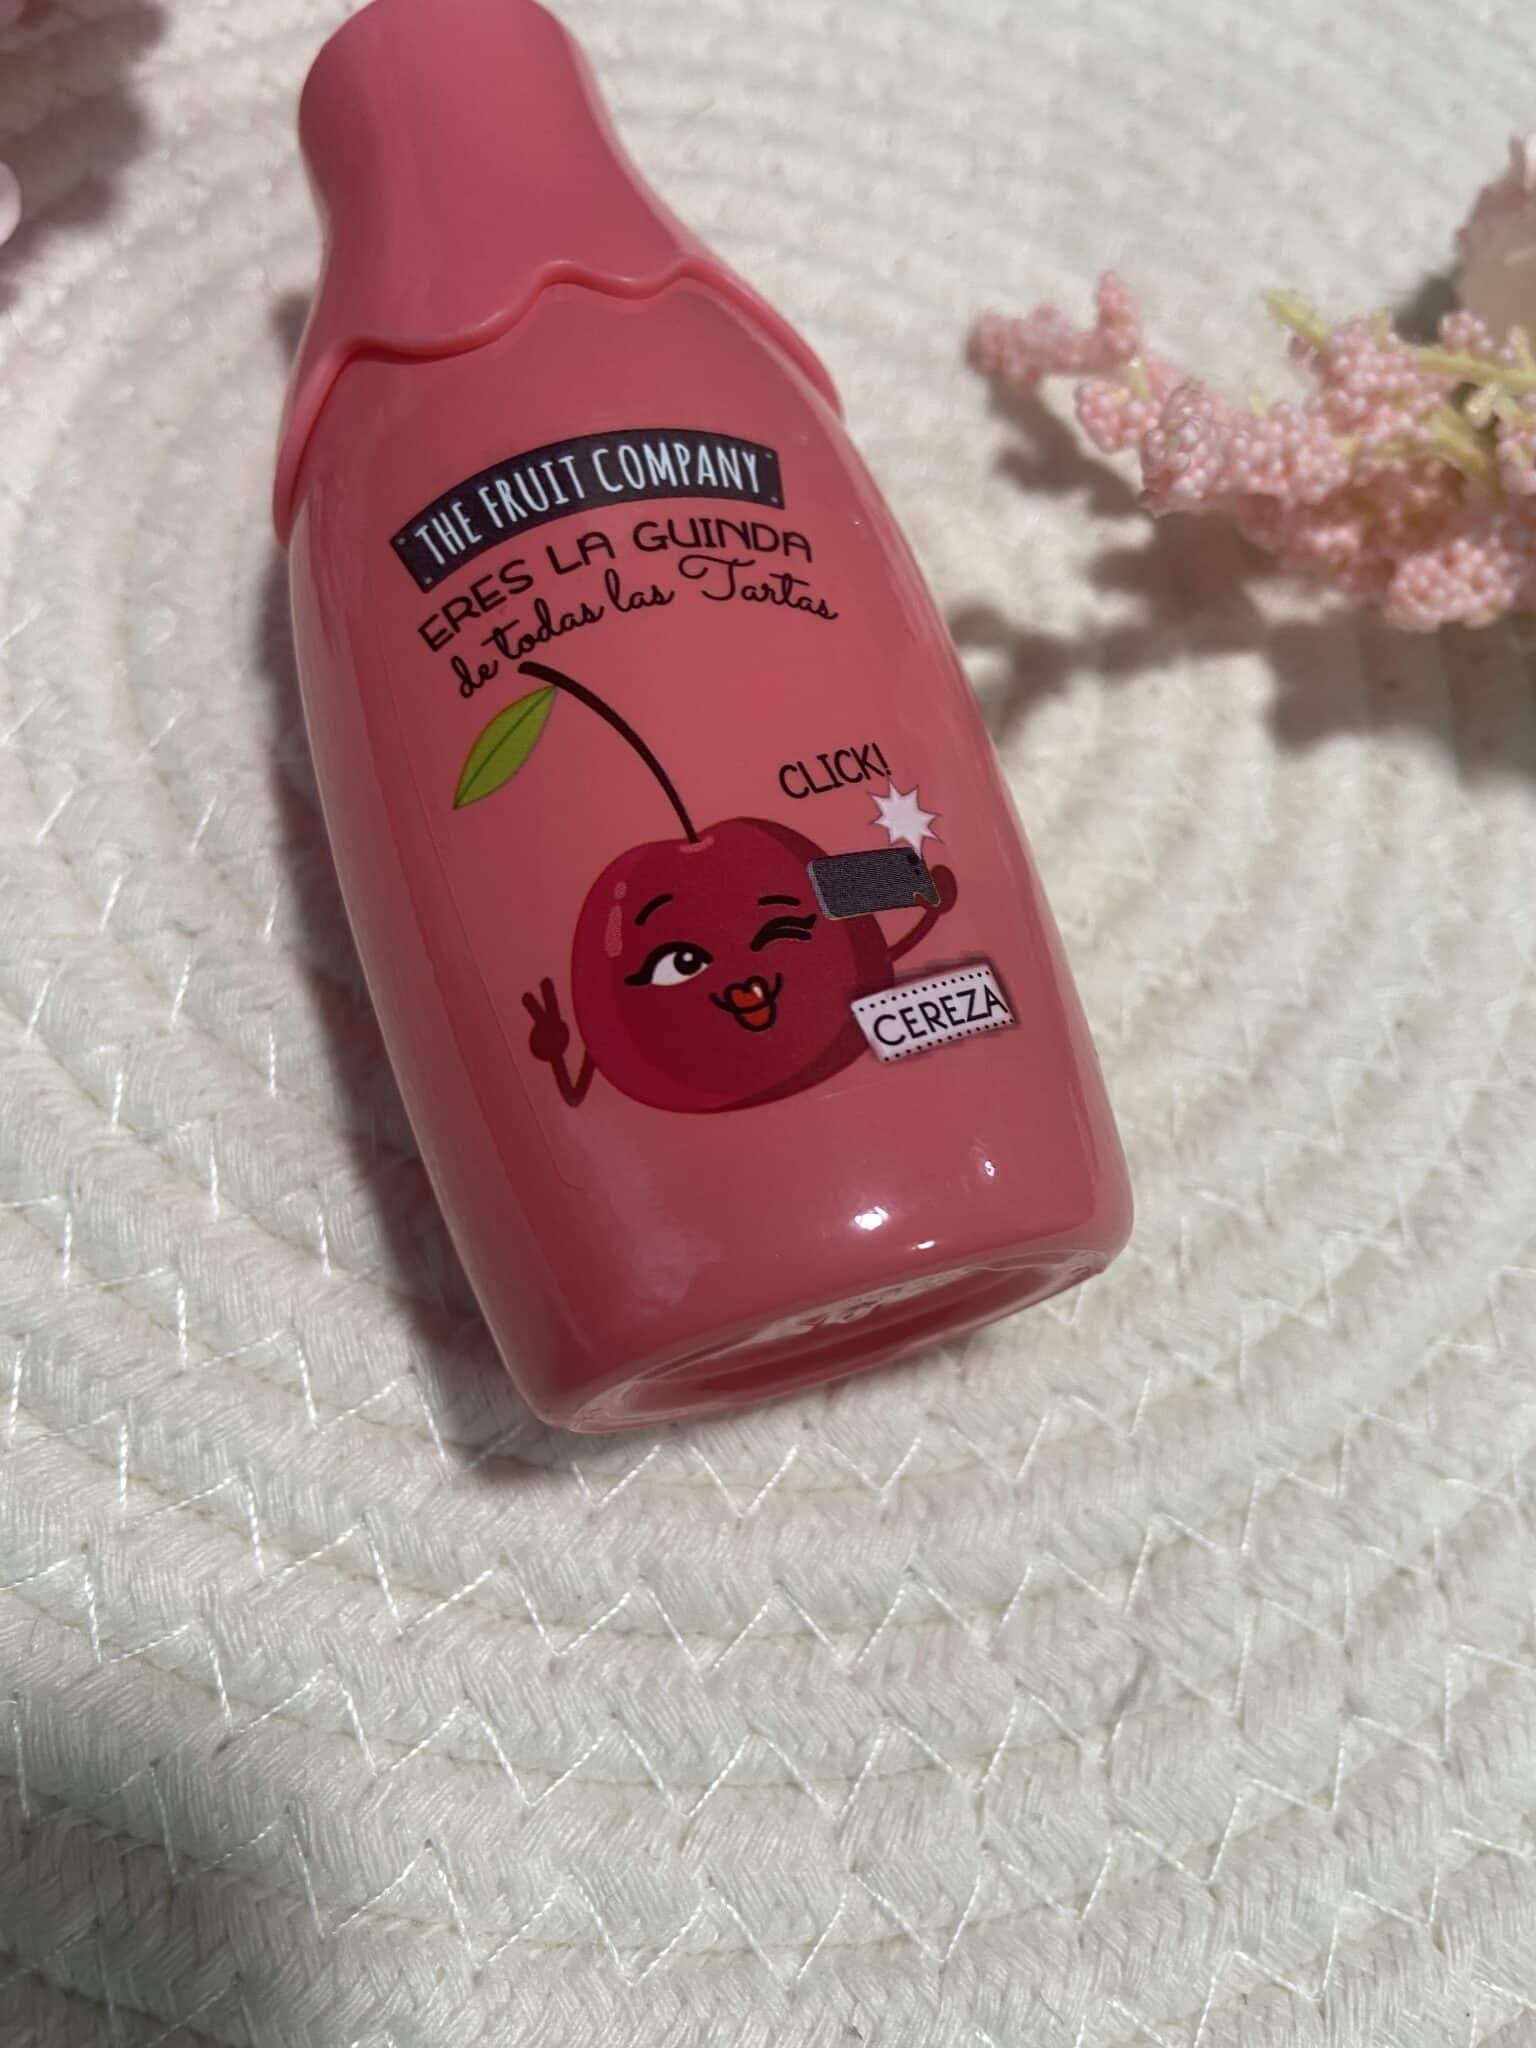 THE FRUIT COMPANY
ERES LA GUINDA
de todas las Tartas
CLICK!
CEREZA